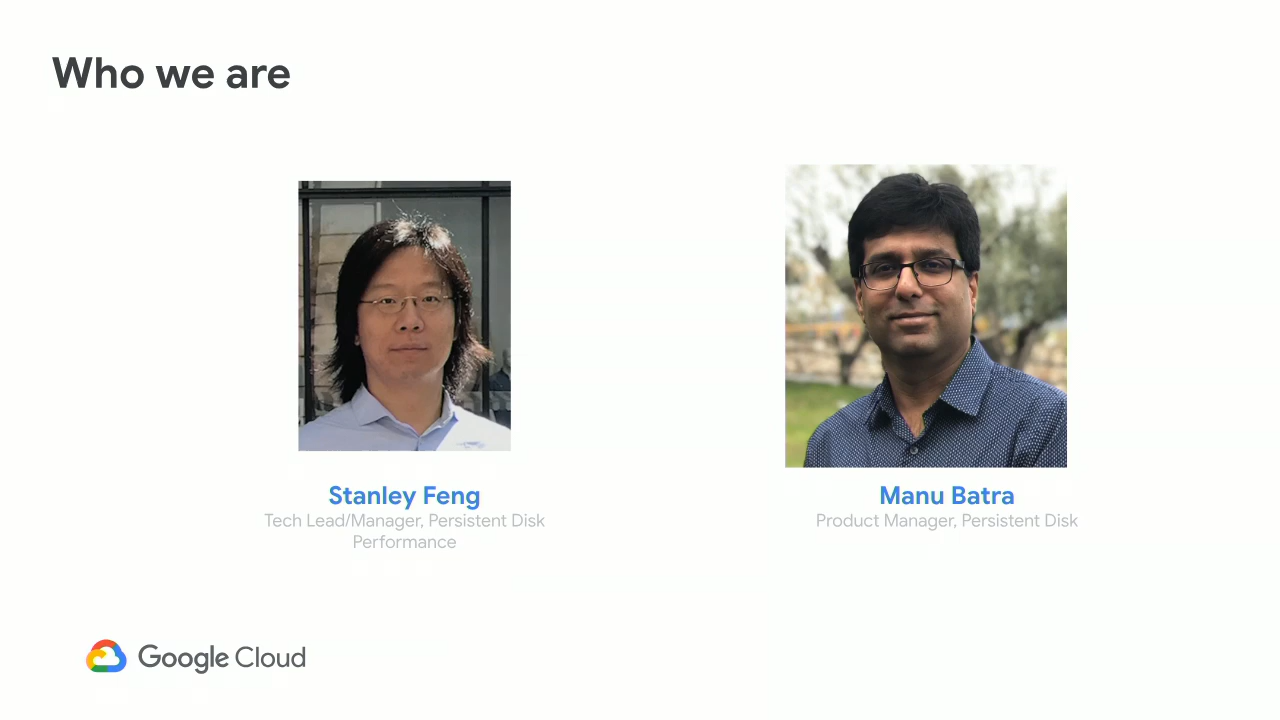 Who we are
Stanley Feng
Tech Lead/Manager, Persistent Disk
Performance
Manu Batra
Product Manager, Persistent Disk
Google Cloud